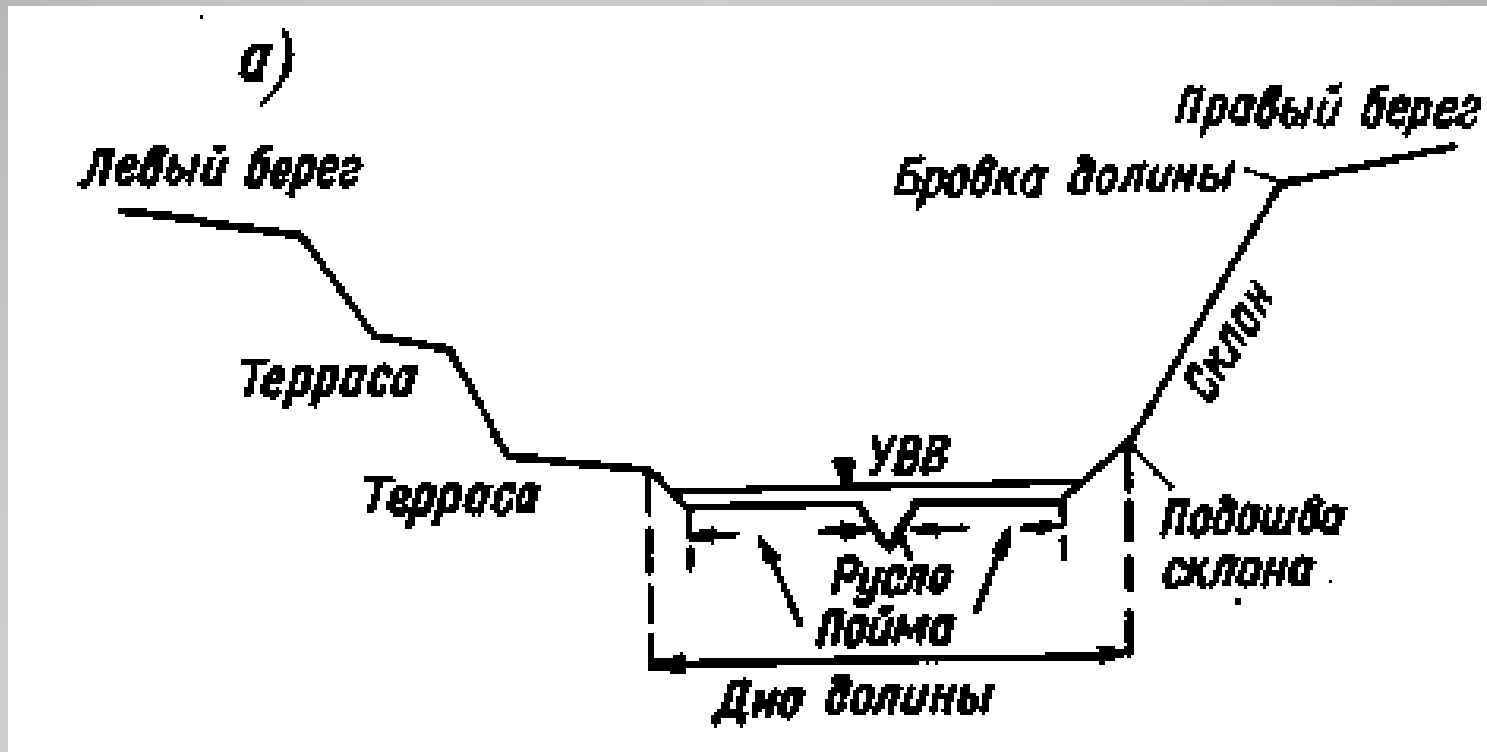 а)
Левый берег
Правый берег
Бровка долины
Склон
Терраса
Терраса
УВВ
Подошва
склона
Русло
Пойма
Дно долины